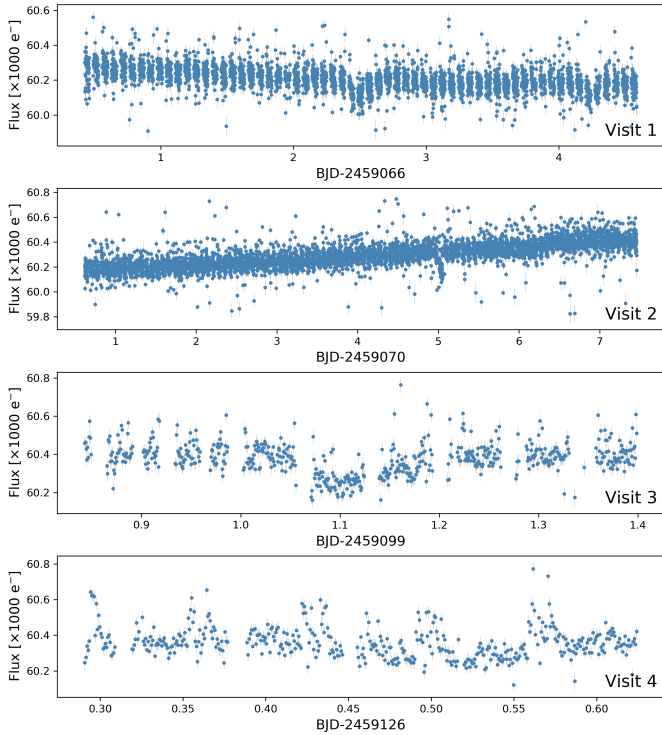 60.6
60.4
60.2
60.0
Flux [×1000 e⁻]
Visit 1
1 2 3 4
BJD-2459066
60.8
60.6
60.4
60.2
60.0
59.8
Flux [×1000 e⁻]
Visit 2
1 2 3 4 5 6 7
BJD-2459070
60.8
60.6
60.4
60.2
Flux [×1000 e⁻]
Visit 3
0.9 1.0 1.1 1.2 1.3 1.4
BJD-2459099
60.8
60.6
60.4
60.2
Flux [×1000 e⁻]
Visit 4
0.30 0.35 0.40 0.45 0.50 0.55 0.60
BJD-2459126